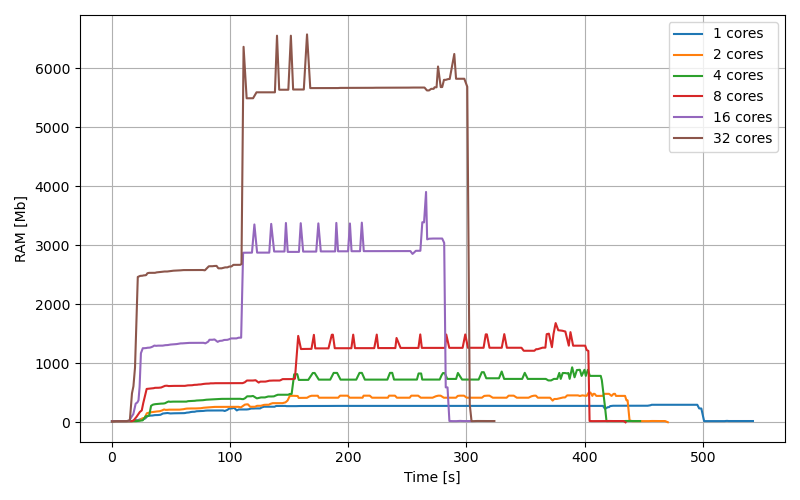 RAM [Mb]
6000
5000
4000
3000
2000
1000
0
0 100 200 300 400 500
Time [s]
1 cores
2 cores
4 cores
8 cores
16 cores
32 cores